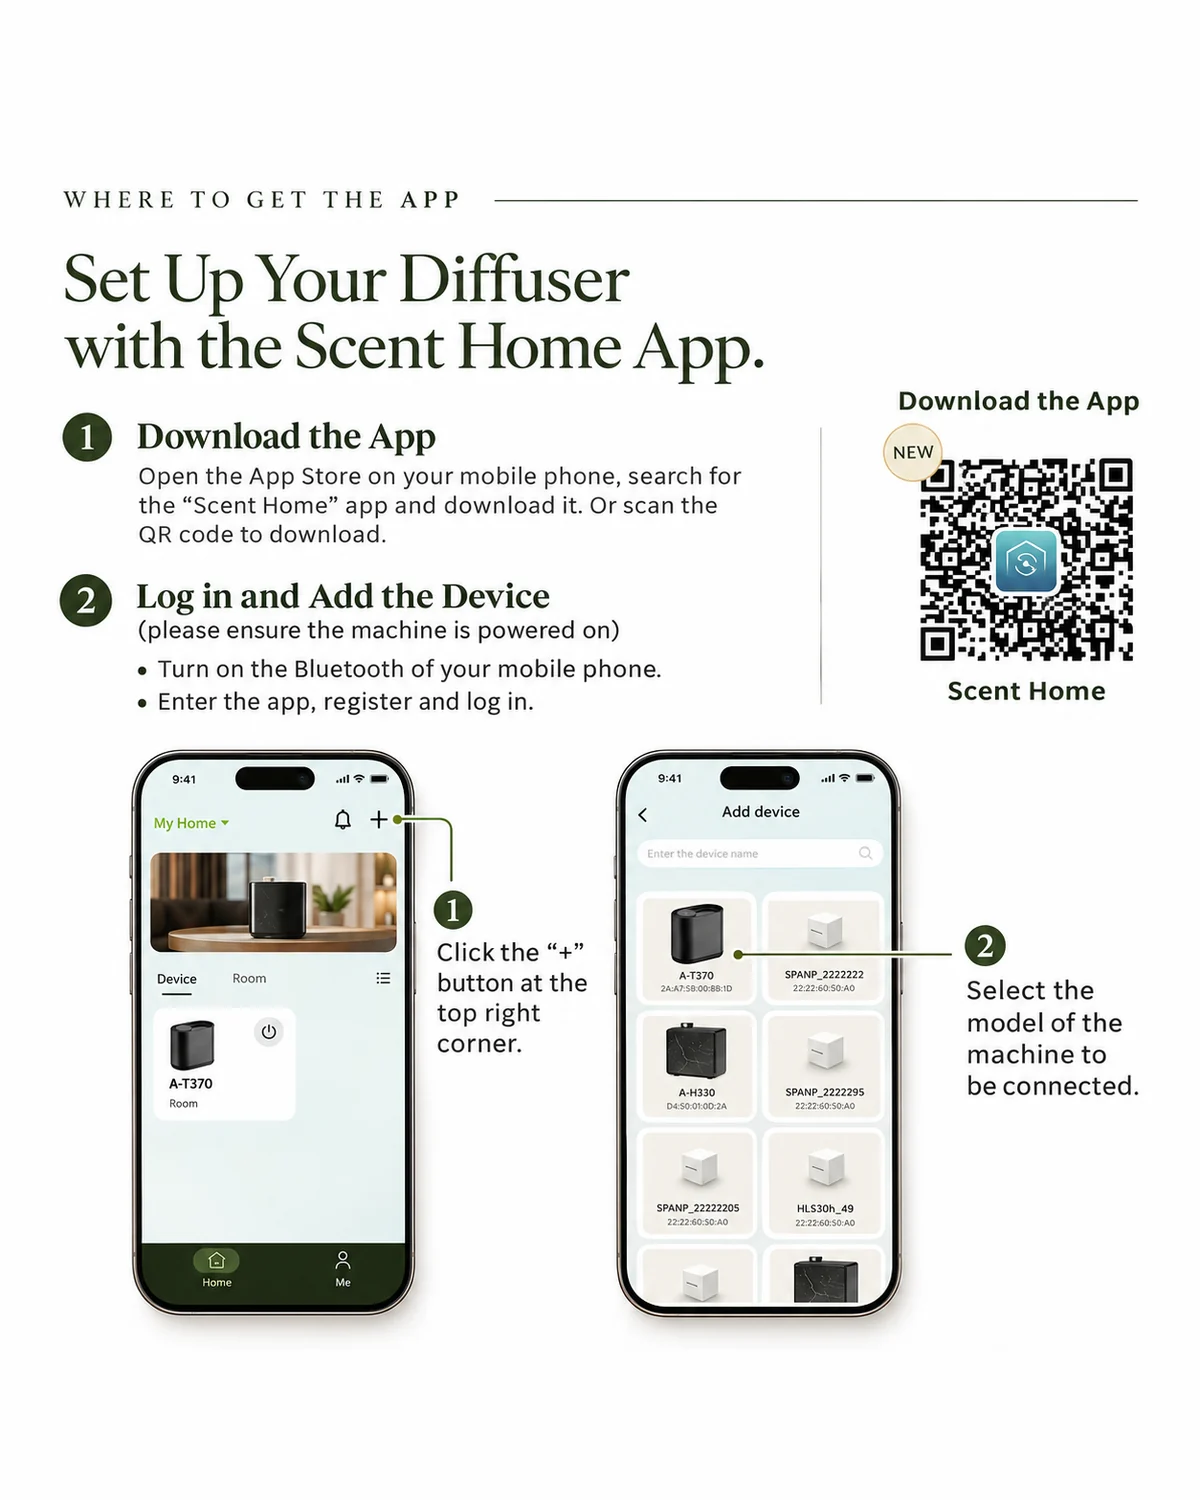 WHERE TO GET THE APP
Set Up Your Diffuser
with the Scent Home App.
1 Download the App
Open the App Store on your mobile phone, search for
the “Scent Home” app and download it. Or scan the
QR code to download.
2 Log in and Add the Device
(please ensure the machine is powered on)
• Turn on the Bluetooth of your mobile phone.
• Enter the app, register and log in.
Download the App
NEW
Scent Home
9:41
My Home
Device Room
A-T370
Room
Home Me
1
Click the “+”
button at the
top right
corner.
9:41
Add device
Enter the device name
A-T370
2A:A7:5B:00:8B:1D
SPANP_2222222
22:22:60:50:A0
A-H330
D4:S0:01:0D:2A
SPANP_2222295
22:22:60:50:A0
SPANP_22222205
22:22:60:50:A0
HLS30h_49
22:22:60:50:A0
2
Select the
model of the
machine to
be connected.